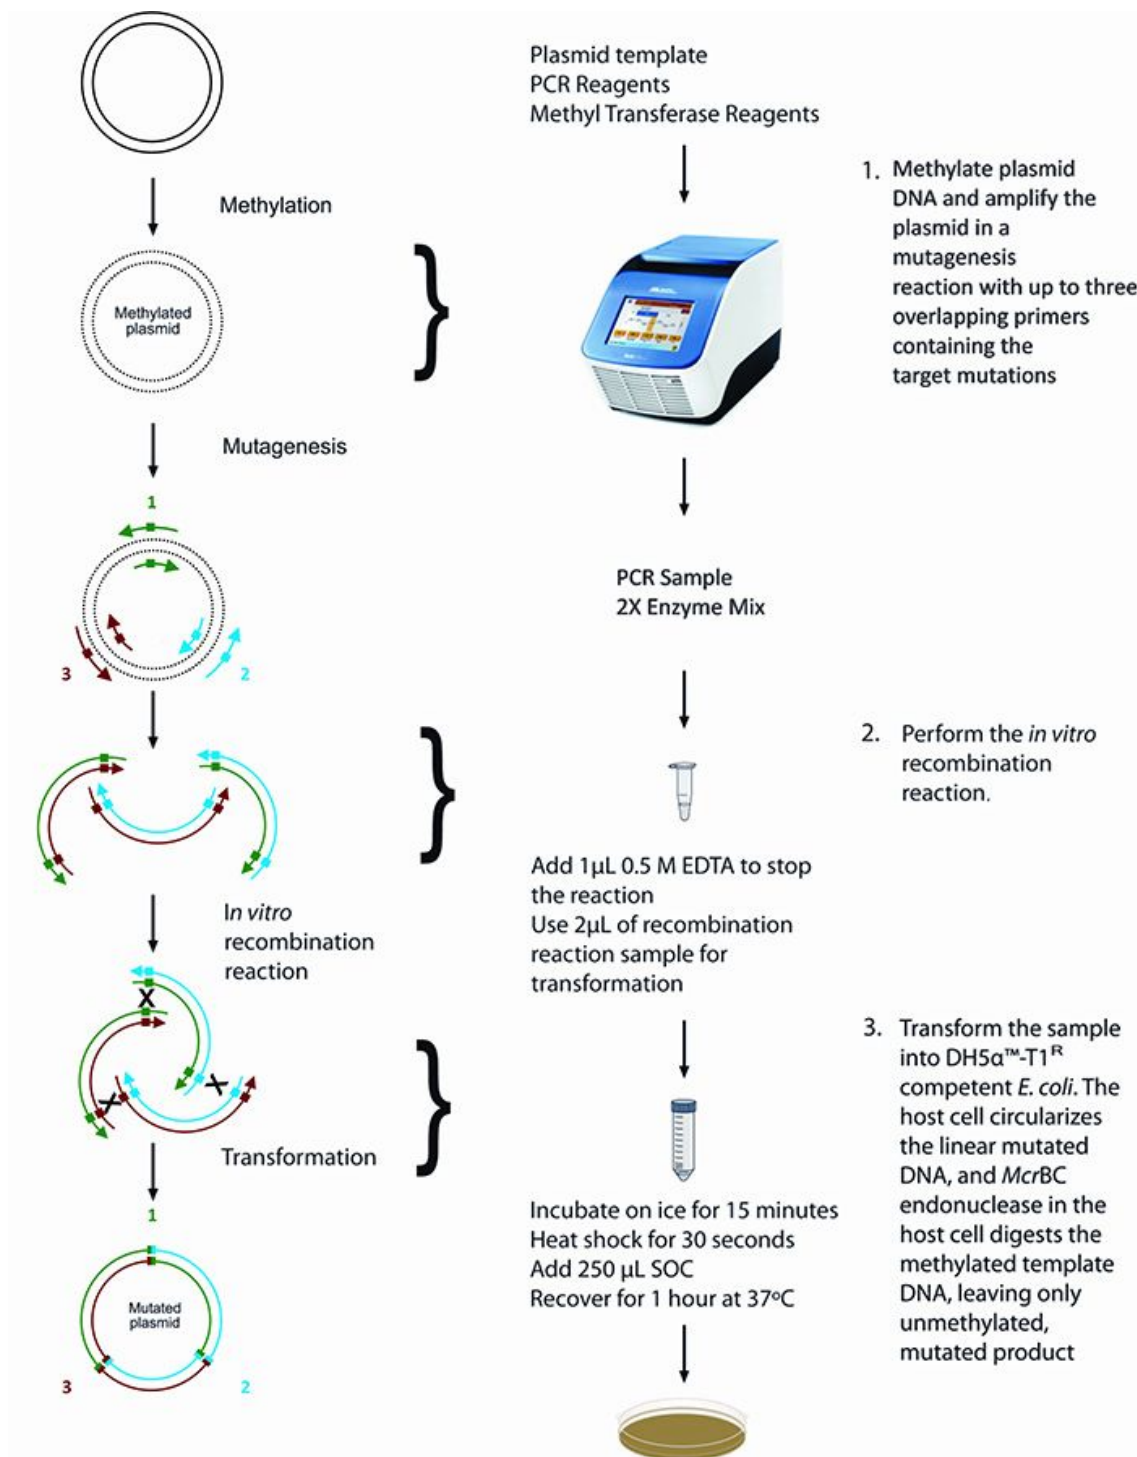 Plasmid template
PCR Reagents
Methyl Transferase Reagents
Methylation
Methylated
plasmid
1. Methylate plasmid
DNA and amplify the
plasmid in a
mutagenesis
reaction with up to three
overlapping primers
containing the
target mutations
Mutagenesis
1
3
2
PCR Sample
2X Enzyme Mix
2. Perform the in vitro
recombination
reaction.
In vitro
recombination
reaction
Add 1µL 0.5 M EDTA to stop
the reaction
Use 2µL of recombination
reaction sample for
transformation
X
X
X
Transformation
3. Transform the sample
into DH5α™-T1ᴿ
competent E. coli. The
host cell circularizes
the linear mutated
DNA, and McrBC
endonuclease in the
host cell digests the
methylated template
DNA, leaving only
unmethylated,
mutated product
Incubate on ice for 15 minutes
Heat shock for 30 seconds
Add 250 µL SOC
Recover for 1 hour at 37ºC
1
Mutated
plasmid
3
2